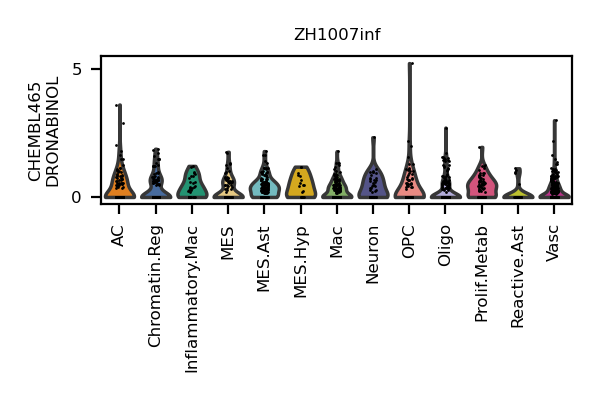 ZH1007inf
CHEMBL465
DRONABINOL
5
0
AC
Chromatin.Reg
Inflammatory.Mac
MES
MES.Ast
MES.Hyp
Mac
Neuron
OPC
Oligo
Prolif.Metab
Reactive.Ast
Vasc